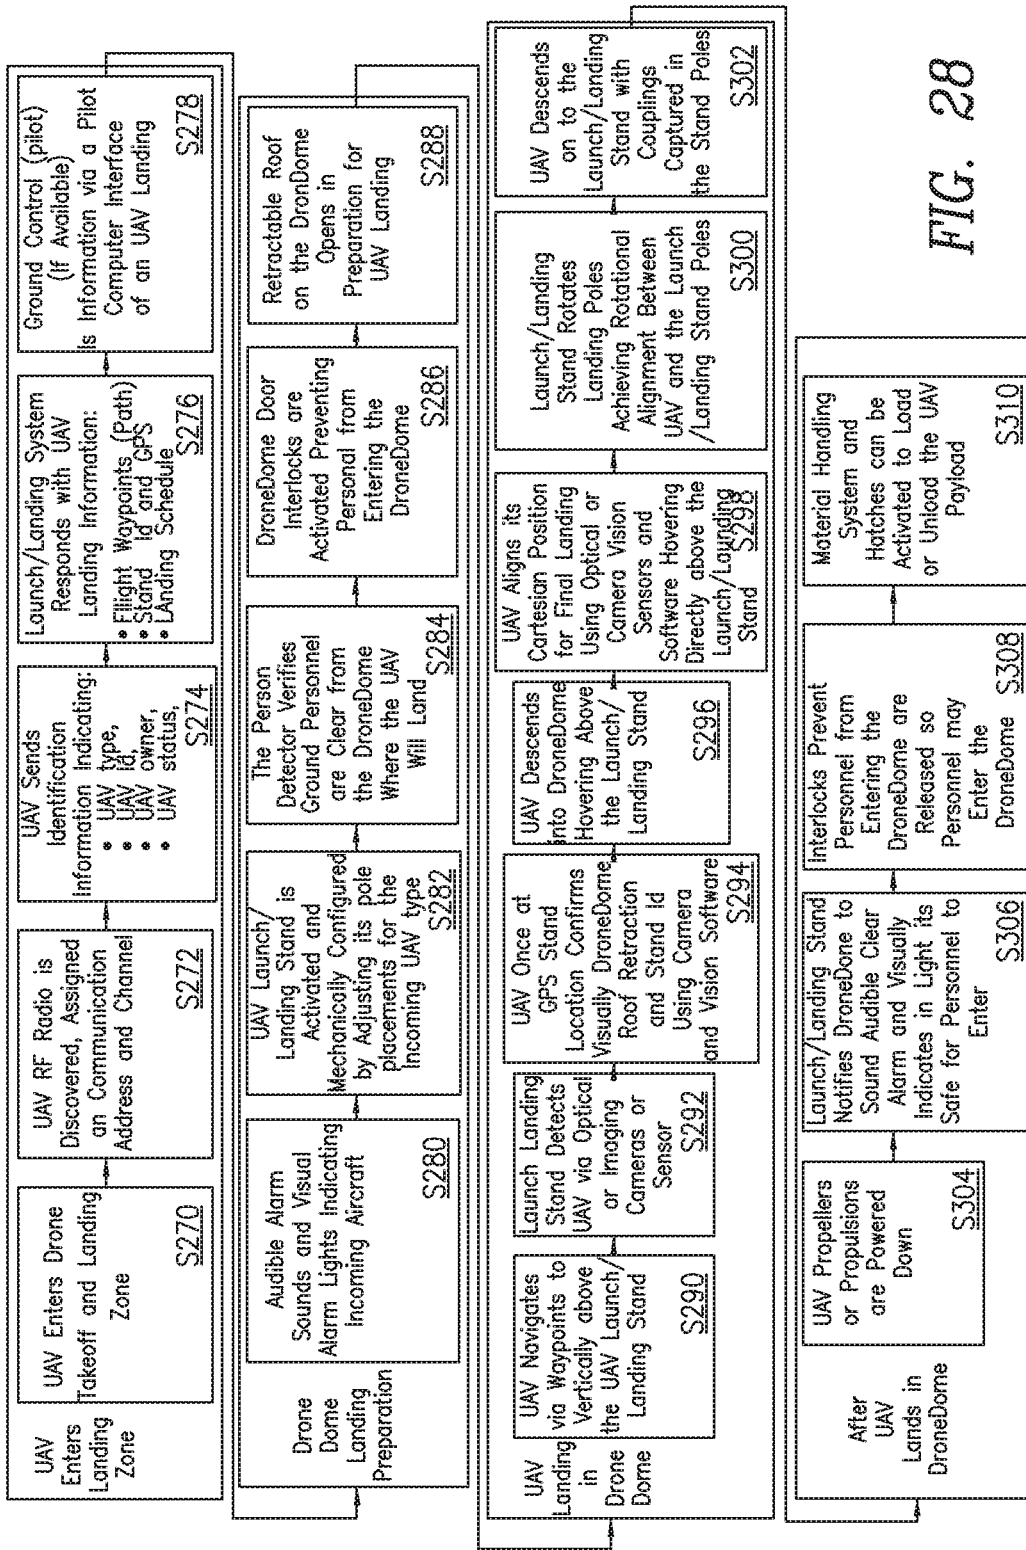 UAV
Enters
Landing
Zone
UAV Enters Drone
Takeoff and Landing
Zone
S270
UAV RF Radio is
Discovered, Assigned
an Communication
Address and Channel
S272
UAV Sends
Identification
Information Indicating:
• UAV type,
• UAV id,
• UAV owner,
• UAV status,
S274
Launch/Landing System
Responds with UAV
Landing Information:
• Fllight Waypoints (Path)
• Stand Id and GPS
• LAnding Schedule
S276
Ground Control (pilot)
(If Available)
is Information via a Pilot
Computer Interface
of an UAV Landing
S278
Drone
Dome
Landing
Preparation
Audible Alarm
Sounds and Visual
Alarm Lights Indicating
Incoming Aircraft
S280
UAV Launch/
Landing Stand is
Activated and
Mechanically Configured
by Adjusting its pole
placements for the
Incoming UAV type
S282
The Person
Detector Verifies
Ground Personnel
are Clear from
the DroneDome
Where the UAV
Will Land
S284
DroneDome Door
Interlocks are
Activated Preventing
Personal from
Entering the
DroneDome
S286
Retractable Roof
on the DronDome
Opens in
Preparation for
UAV Landing
S288
UAV
Landing
in
Drone
Dome
UAV Navigates
via Waypoints to
Vertically above
the UAV Launch/
Landing Stand
S290
Launch Landing
Stand Detects
UAV via Optical
or Imaging
Cameras or
Sensor
S292
UAV Once at
GPS Stand
Location Confirms
Visually DroneDome
Roof Retraction
and Stand Id
Using Camera
and Vision Software
S294
UAV Descends
into DroneDome
Hovering Above
the Launch/
Landing Stand
S296
UAV Aligns its
Cartesian Position
for Final Landing
Using Optical or
Camera Vision
Sensors and
Software Hovering
Directly above the
Launch/Launding
Stand
S298
Launch/Landing
Stand Rotates
Landing Poles
Achieving Rotational
Alignment Between
UAV and the Launch
/Landing Stand Poles
S300
UAV Descends
on to the
Launch/Landing
Stand with
Couplings
Captured in
the Stand Poles
S302
After
UAV
Lands in
DroneDome
UAV Propellers
or Propulsions
are Powered
Down
S304
Launch/Landing Stand
Notifies DroneDone to
Sound Audible Clear
Alarm and Visually
Indicates in Light its
Safe for Personnel to
Enter
S306
Interlocks Prevent
Personnel from
Entering the
DroneDome are
Released so
Personnel may
Enter the
DroneDome
S308
Material Handling
System and
Hatches can be
Activated to Load
or Unload the UAV
Payload
S310
FIG. 28